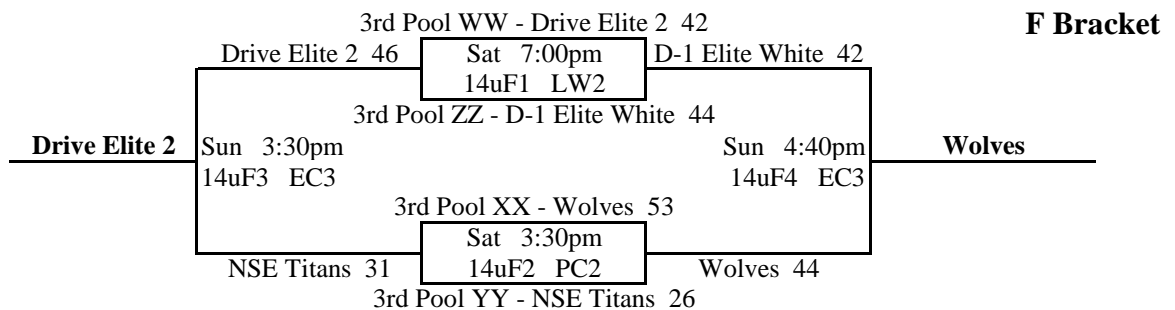 3rd Pool WW - Drive Elite 2  42
F Bracket
Drive Elite 2  46
Sat  7:00pm
D-1 Elite White  42
14uF1  LW2
3rd Pool ZZ - D-1 Elite White  44
Drive Elite 2
Sun  3:30pm
Sun  4:40pm
Wolves
14uF3  EC3
14uF4  EC3
3rd Pool XX - Wolves  53
Sat  3:30pm
NSE Titans  31
14uF2  PC2
Wolves  44
3rd Pool YY - NSE Titans  26